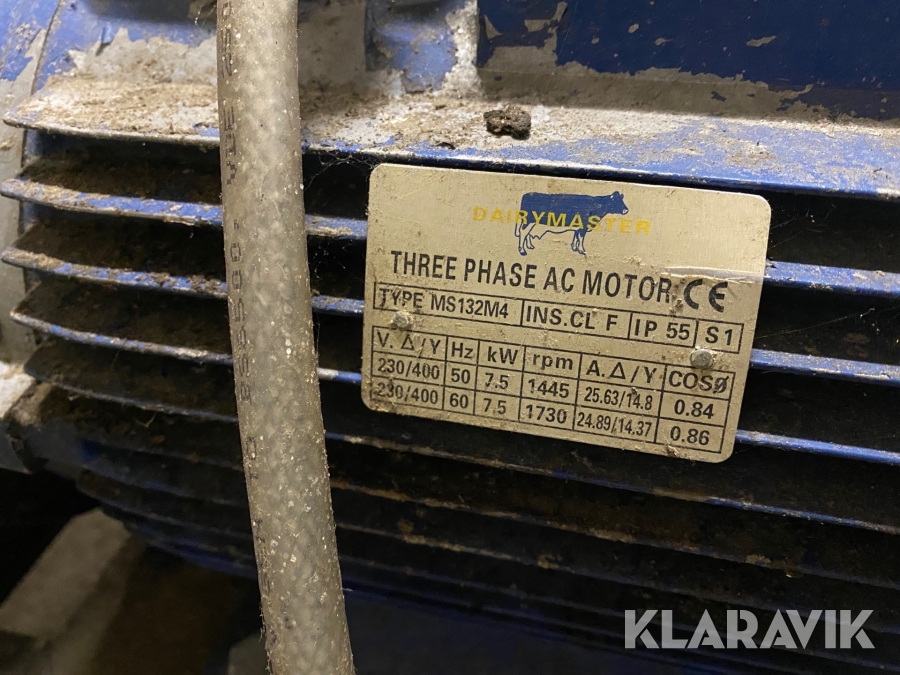 DAIRYMASTER
THREE PHASE AC MOTOR CE
TYPE MS132M4 INS.CL F IP 55 S1
V. Δ/Y Hz kW rpm A.Δ/Y COSØ
230/400 50 7.5 1445 25.63/14.8 0.84
230/400 60 7.5 1730 24.89/14.37 0.86
VDE
KLARAVIK